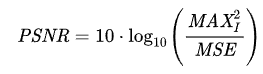 PSNR = 10 · log₁₀ ( MAX_I² / MSE )